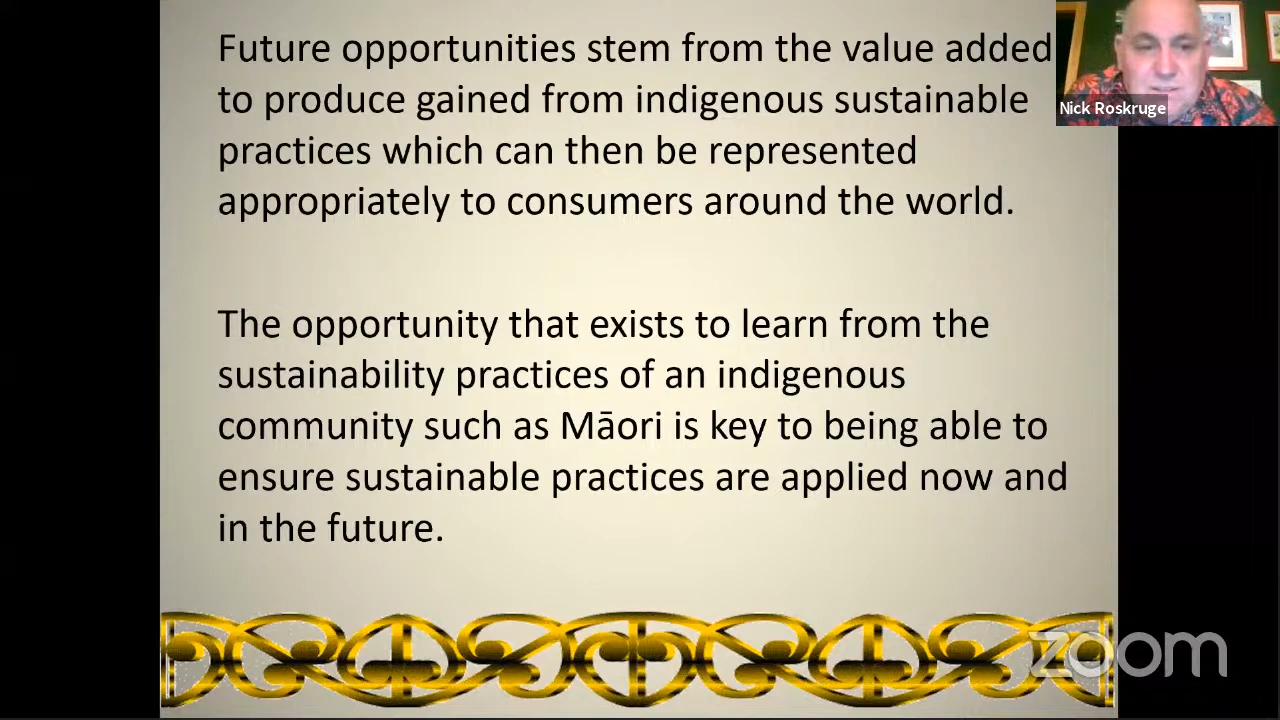 Future opportunities stem from the value added
to produce gained from indigenous sustainable
practices which can then be represented
appropriately to consumers around the world.
The opportunity that exists to learn from the
sustainability practices of an indigenous
community such as Māori is key to being able to
ensure sustainable practices are applied now and
in the future.
Nick Roskruge
zoom